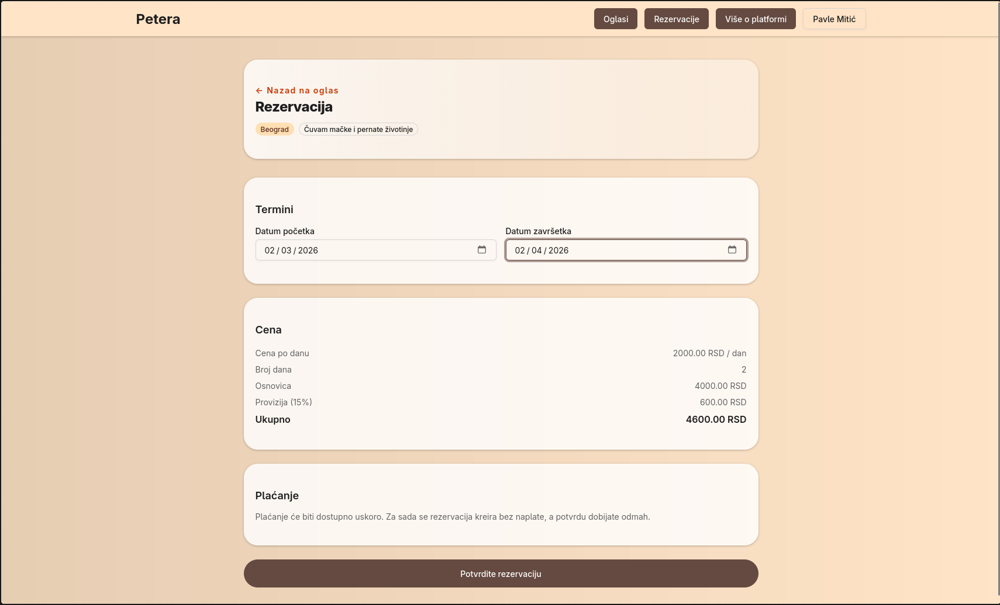 Petera
Oglasi
Rezervacije
Više o platformi
Pavle Mitić
← Nazad na oglas
Rezervacija
Beograd
Čuvam mačke i pernate životinje
Termini
Datum početka
02 / 03 / 2026
Datum završetka
02 / 04 / 2026
Cena
Cena po danu 2000.00 RSD / dan
Broj dana 2
Osnovica 4000.00 RSD
Provizija (15%) 600.00 RSD
Ukupno 4600.00 RSD
Plaćanje
Plaćanje će biti dostupno uskoro. Za sada se rezervacija kreira bez naplate, a potvrdu dobijate odmah.
Potvrdite rezervaciju